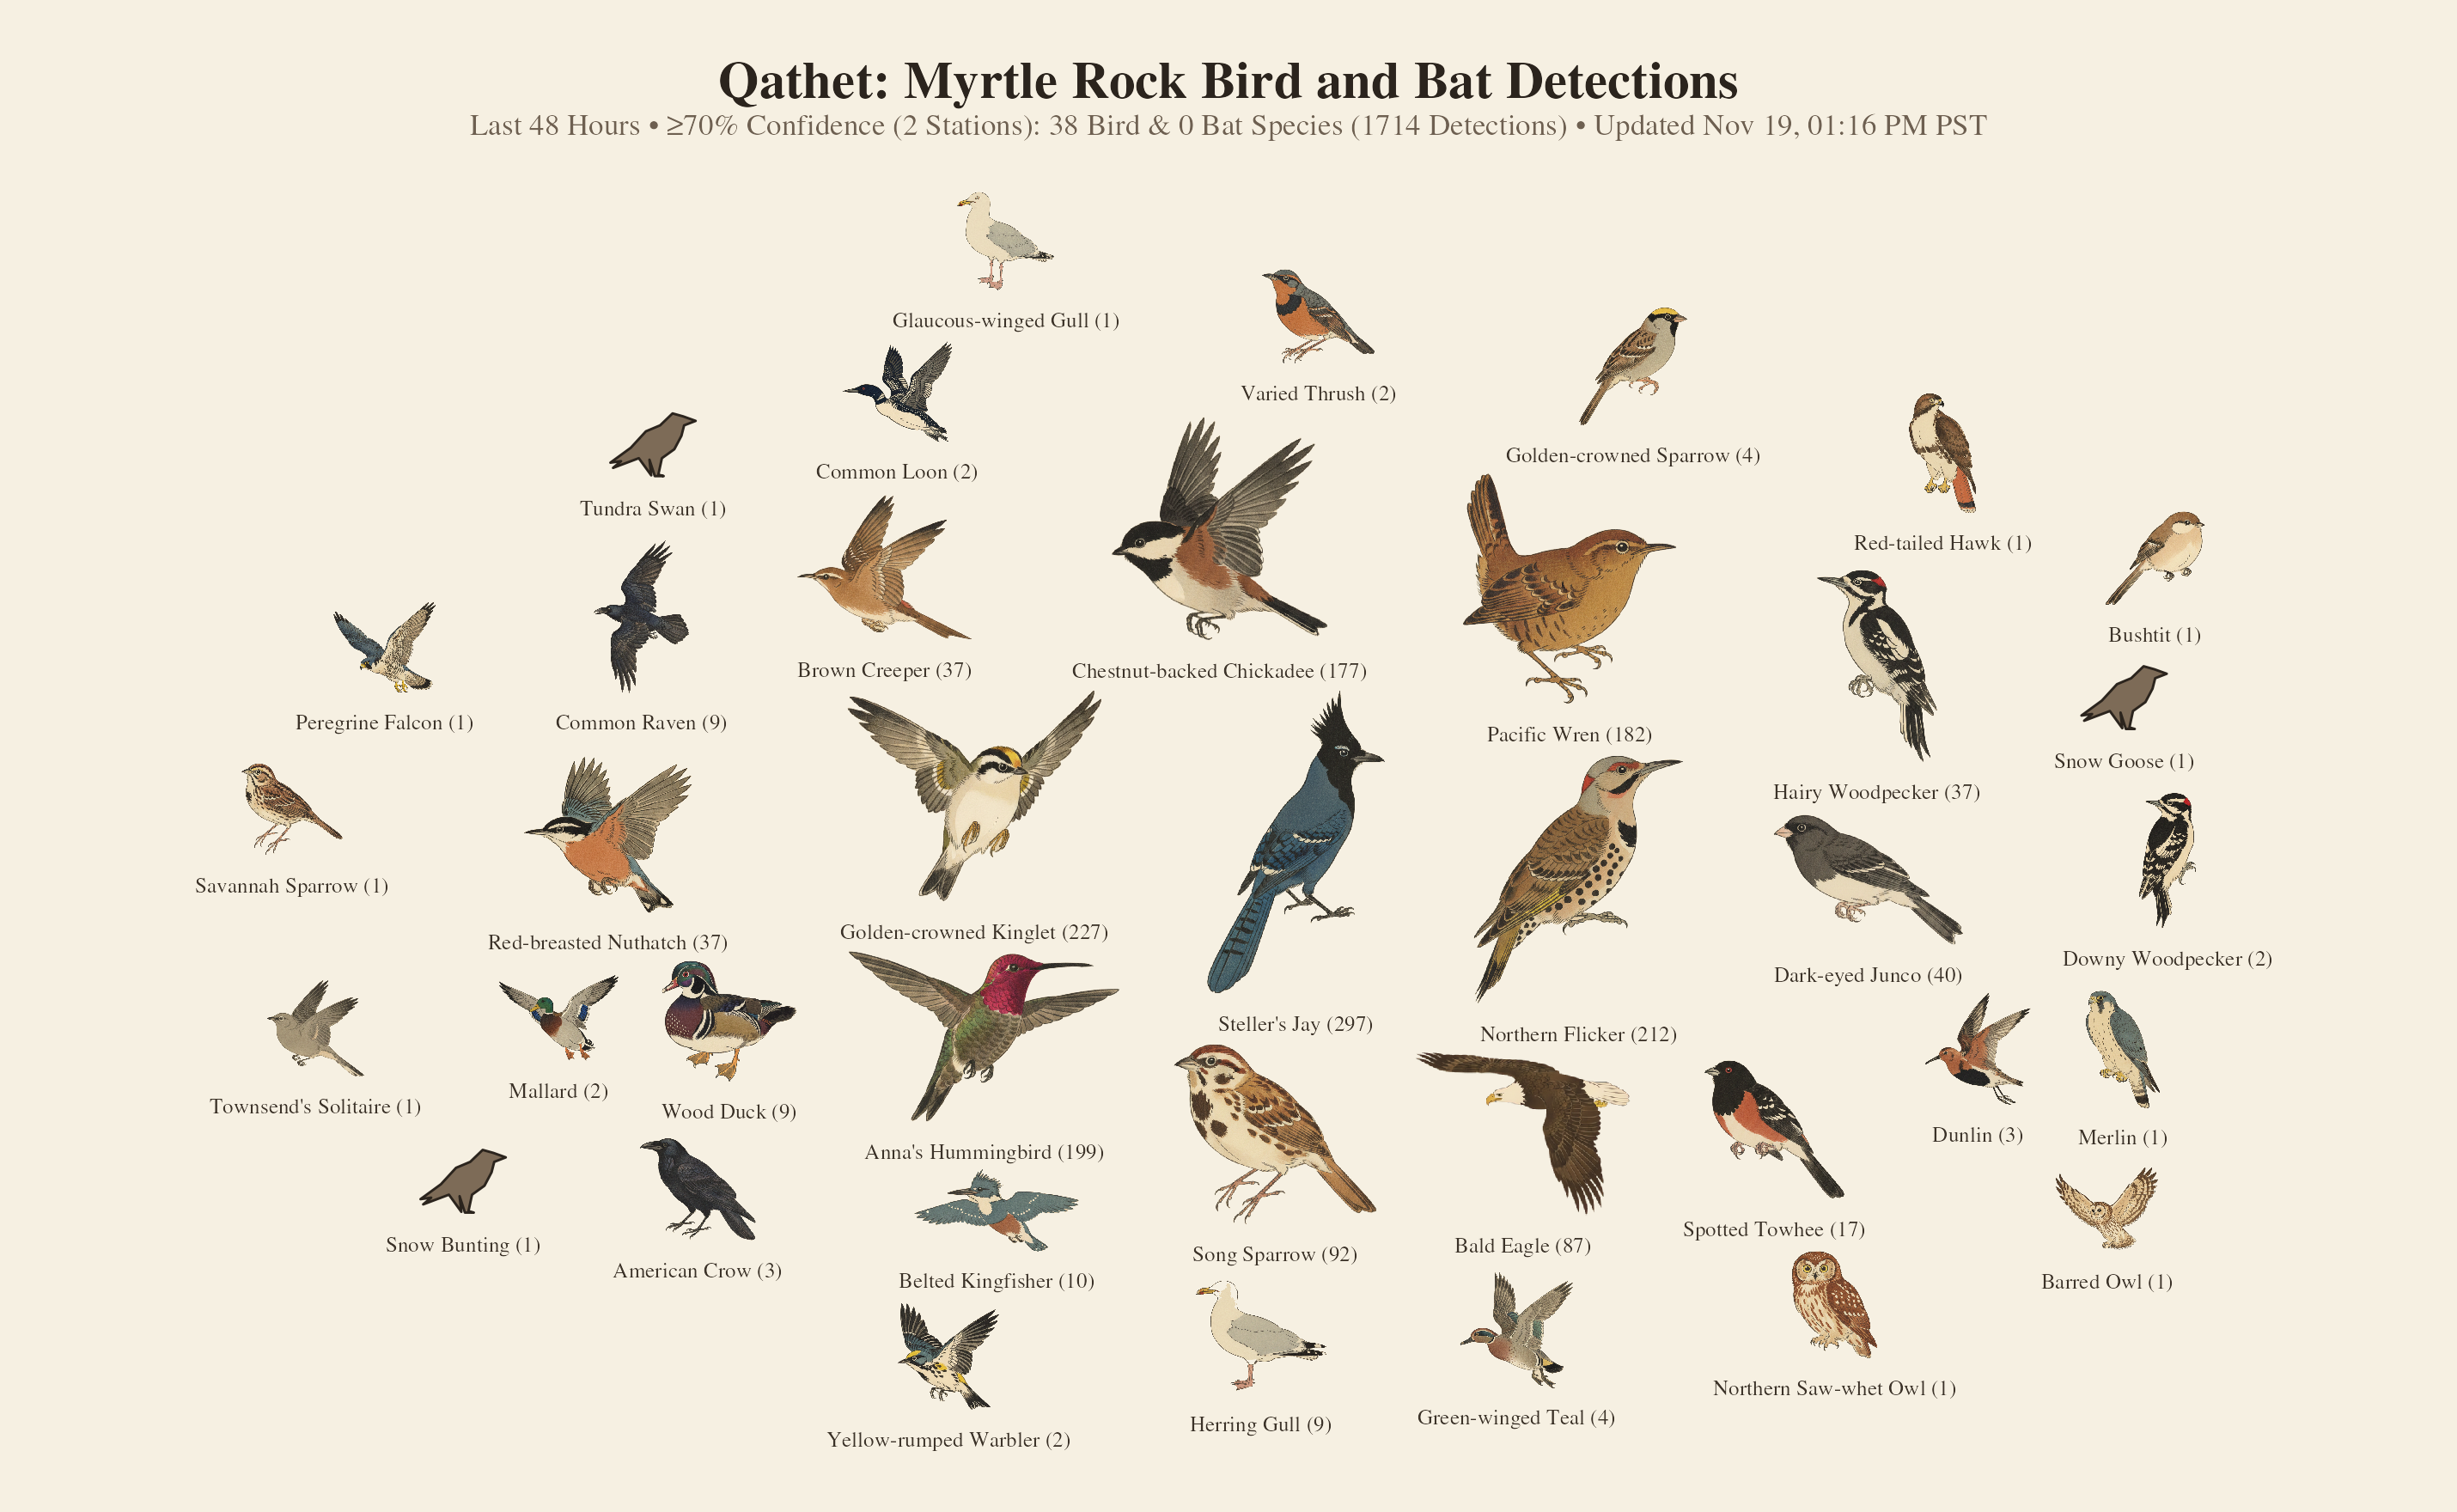 Qathet: Myrtle Rock Bird and Bat Detections
Last 48 Hours • ≥70% Confidence (2 Stations): 38 Bird & 0 Bat Species (1714 Detections) • Updated Nov 19, 01:16 PM PST
Glaucous-winged Gull (1)
Varied Thrush (2)
Golden-crowned Sparrow (4)
Common Loon (2)
Tundra Swan (1)
Red-tailed Hawk (1)
Bushtit (1)
Brown Creeper (37)
Chestnut-backed Chickadee (177)
Peregrine Falcon (1)
Common Raven (9)
Pacific Wren (182)
Snow Goose (1)
Hairy Woodpecker (37)
Savannah Sparrow (1)
Red-breasted Nuthatch (37)
Golden-crowned Kinglet (227)
Downy Woodpecker (2)
Dark-eyed Junco (40)
Steller's Jay (297)
Northern Flicker (212)
Mallard (2)
Townsend's Solitaire (1)
Wood Duck (9)
Dunlin (3)
Merlin (1)
Anna's Hummingbird (199)
Spotted Towhee (17)
Snow Bunting (1)
Bald Eagle (87)
Song Sparrow (92)
American Crow (3)
Belted Kingfisher (10)
Barred Owl (1)
Northern Saw-whet Owl (1)
Green-winged Teal (4)
Herring Gull (9)
Yellow-rumped Warbler (2)